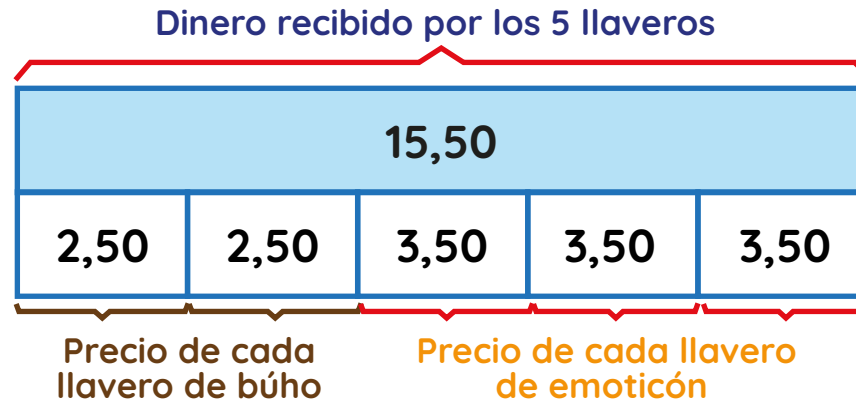 Dinero recibido por los 5 llaveros
15,50
2,50 2,50 3,50 3,50 3,50
Precio de cada
llavero de búho
Precio de cada llavero
de emoticón